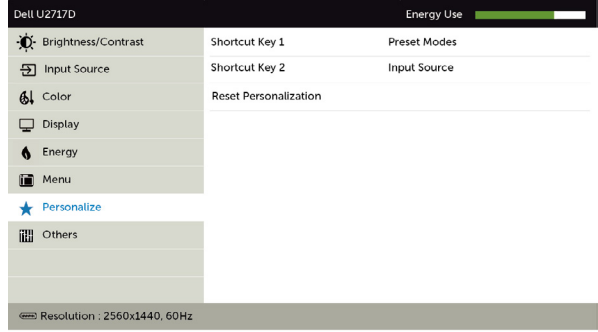 Dell U2717D Energy Use
Brightness/Contrast Shortcut Key 1 Preset Modes
Input Source Shortcut Key 2 Input Source
Color Reset Personalization
Display
Energy
Menu
Personalize
Others
Resolution : 2560x1440, 60Hz